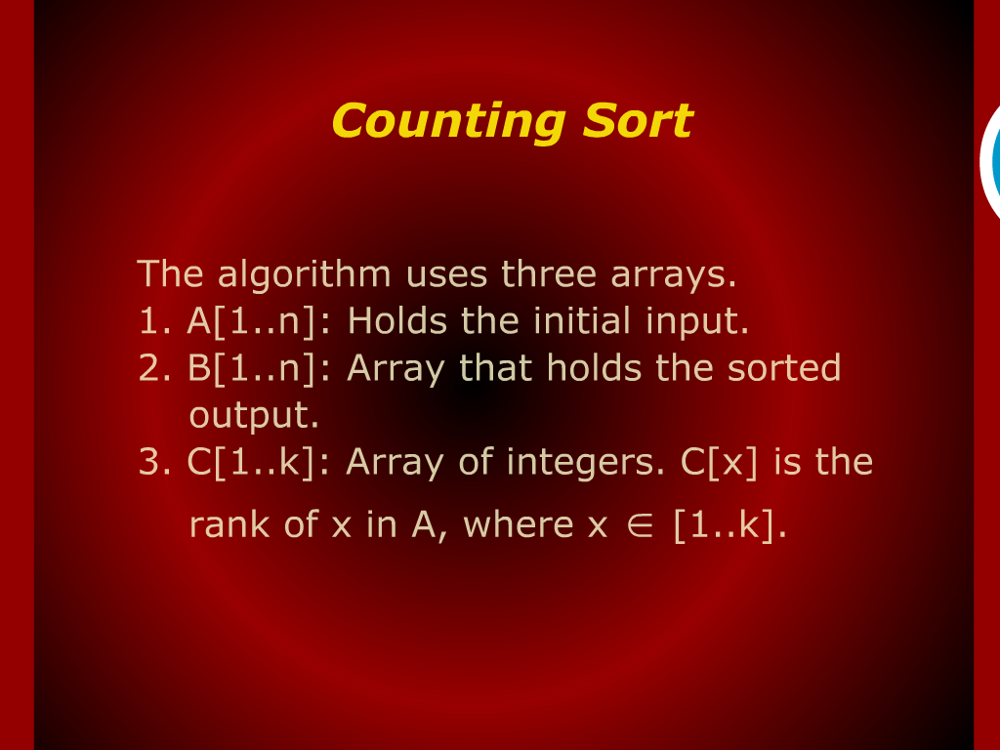 Counting Sort
The algorithm uses three arrays.
1. A[1..n]: Holds the initial input.
2. B[1..n]: Array that holds the sorted
output.
3. C[1..k]: Array of integers. C[x] is the
rank of x in A, where x ∈ [1..k].